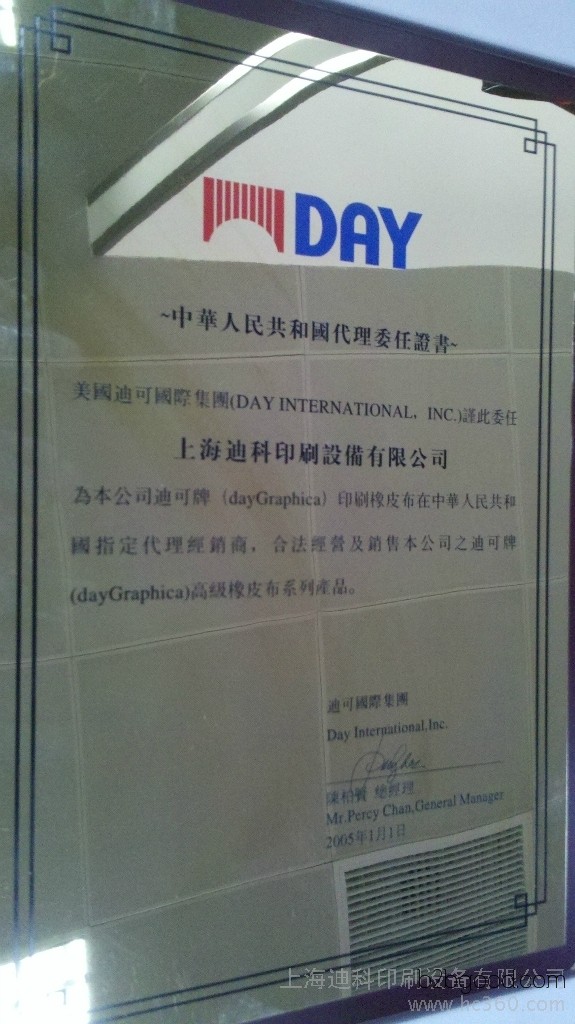 DAY
~中華人民共和國代理委任證書~
美國迪可國際集團(DAY INTERNATIONAL, INC.)謹此委任
上海迪科印刷設備有限公司
為本公司迪可牌（dayGraphica）印刷橡皮布在中華人民共和
國指定代理經銷商，合法經營及銷售本公司之迪可牌
(dayGraphica)高級橡皮布系列產品。
迪可國際集團
Day International,Inc.
陳柏 總經理
Mr.Percy Chan,General Manager
2005年1月1日
上海迪科印刷设备有限公司
www.hc360.com